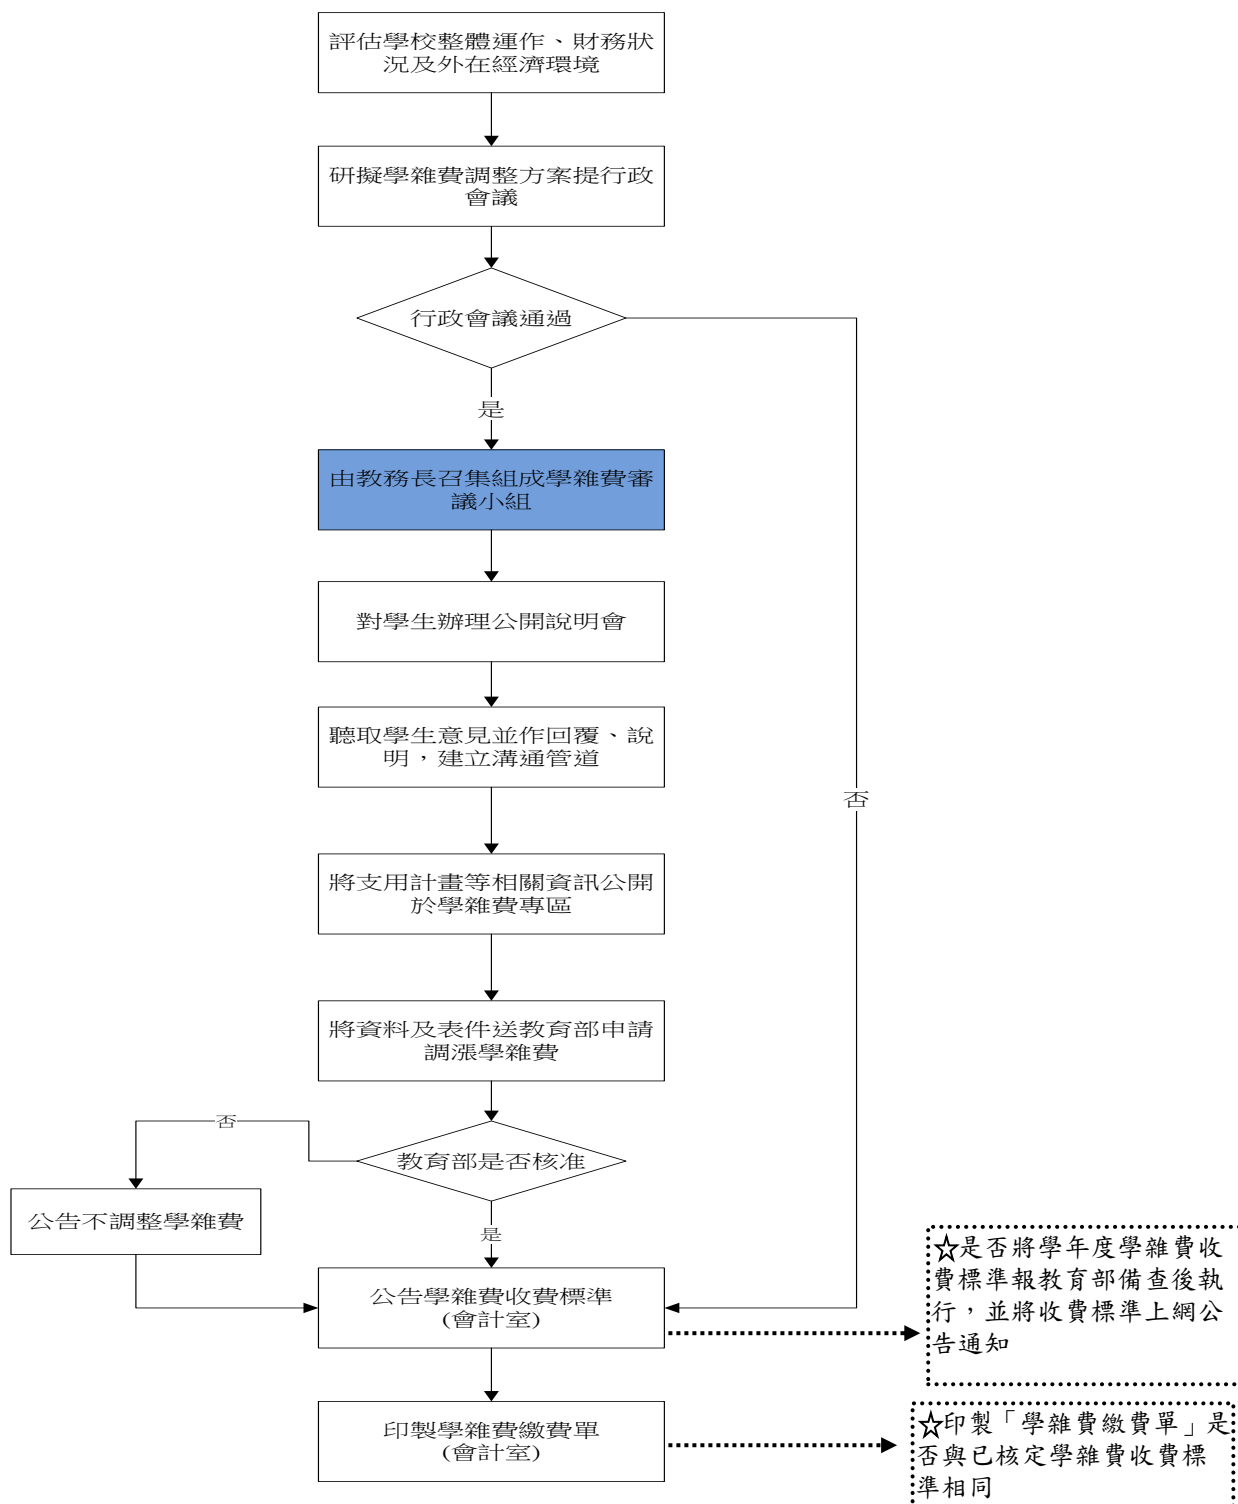 評估學校整體運作、財務狀
況及外在經濟環境
研擬學雜費調整方案提行政
會議
行政會議通過
是
由教務長召集組成學雜費審
議小組
對學生辦理公開說明會
聽取學生意見並作回覆、說
明，建立溝通管道
否
將支用計畫等相關資訊公開
於學雜費專區
將資料及表件送教育部申請
調漲學雜費
否
教育部是否核准
公告不調整學雜費
是
公告學雜費收費標準
(會計室)
☆是否將學年度學雜費收
費標準報教育部備查後執
行，並將收費標準上網公
告通知
印製學雜費繳費單
(會計室)
☆印製「學雜費繳費單」是
否與已核定學雜費收費標
準相同